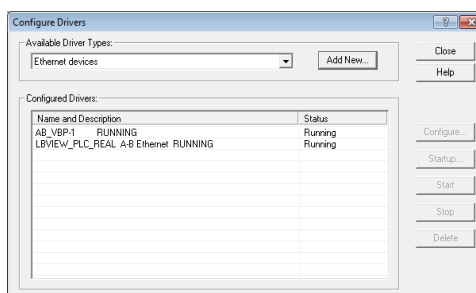 Configure Drivers
Available Driver Types:
Ethernet devices
Add New...
Close
Help
Configured Drivers:
Name and Description Status
AB_VBP-1 RUNNING Running
LBVIEW_PLC_REAL A-B Ethernet RUNNING Running
Configure...
Startup...
Start
Stop
Delete